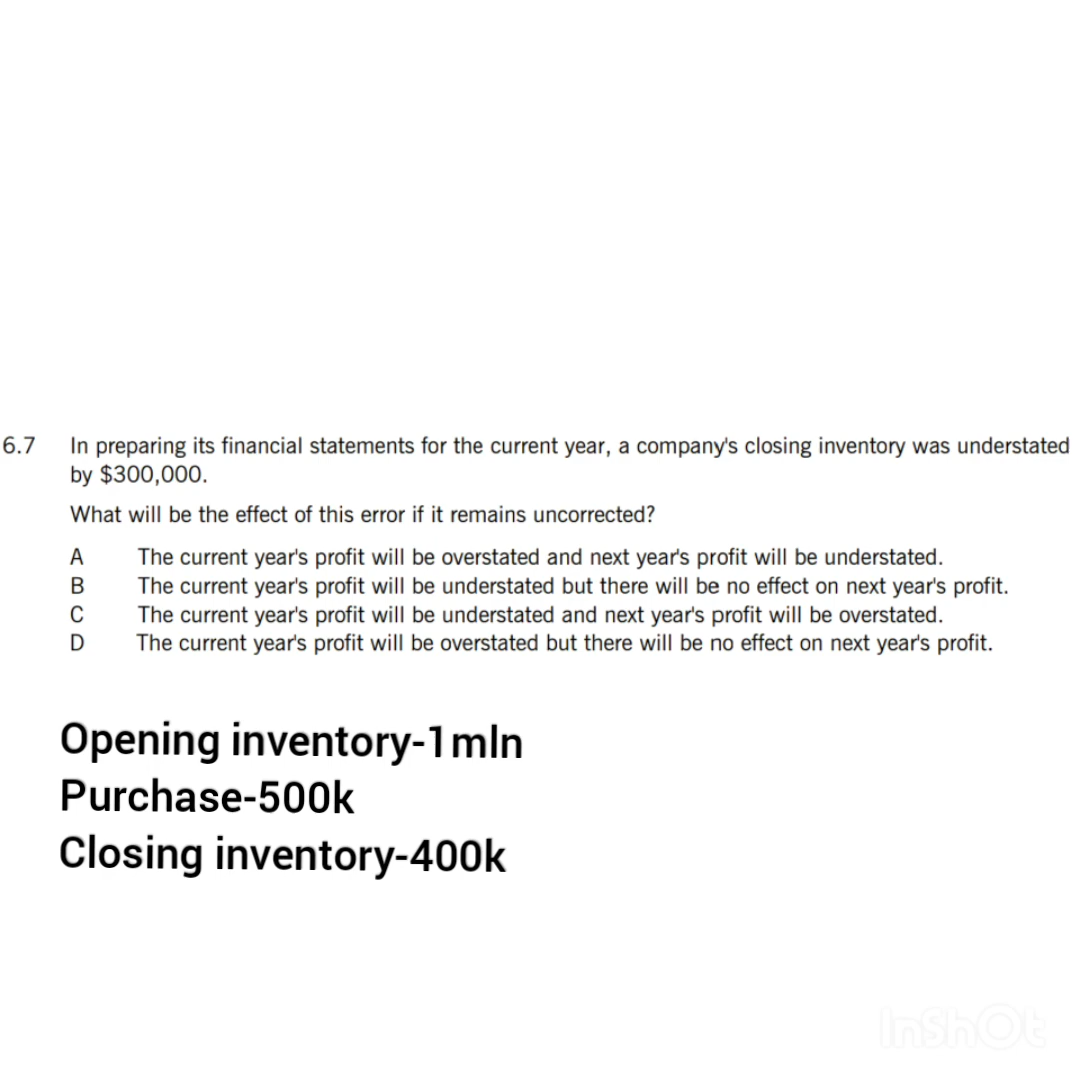 6.7 In preparing its financial statements for the current year, a company's closing inventory was understated
by $300,000.
What will be the effect of this error if it remains uncorrected?
A The current year's profit will be overstated and next year's profit will be understated.
B The current year's profit will be understated but there will be no effect on next year's profit.
C The current year's profit will be understated and next year's profit will be overstated.
D The current year's profit will be overstated but there will be no effect on next year's profit.
Opening inventory-1mln
Purchase-500k
Closing inventory-400k
InShOt